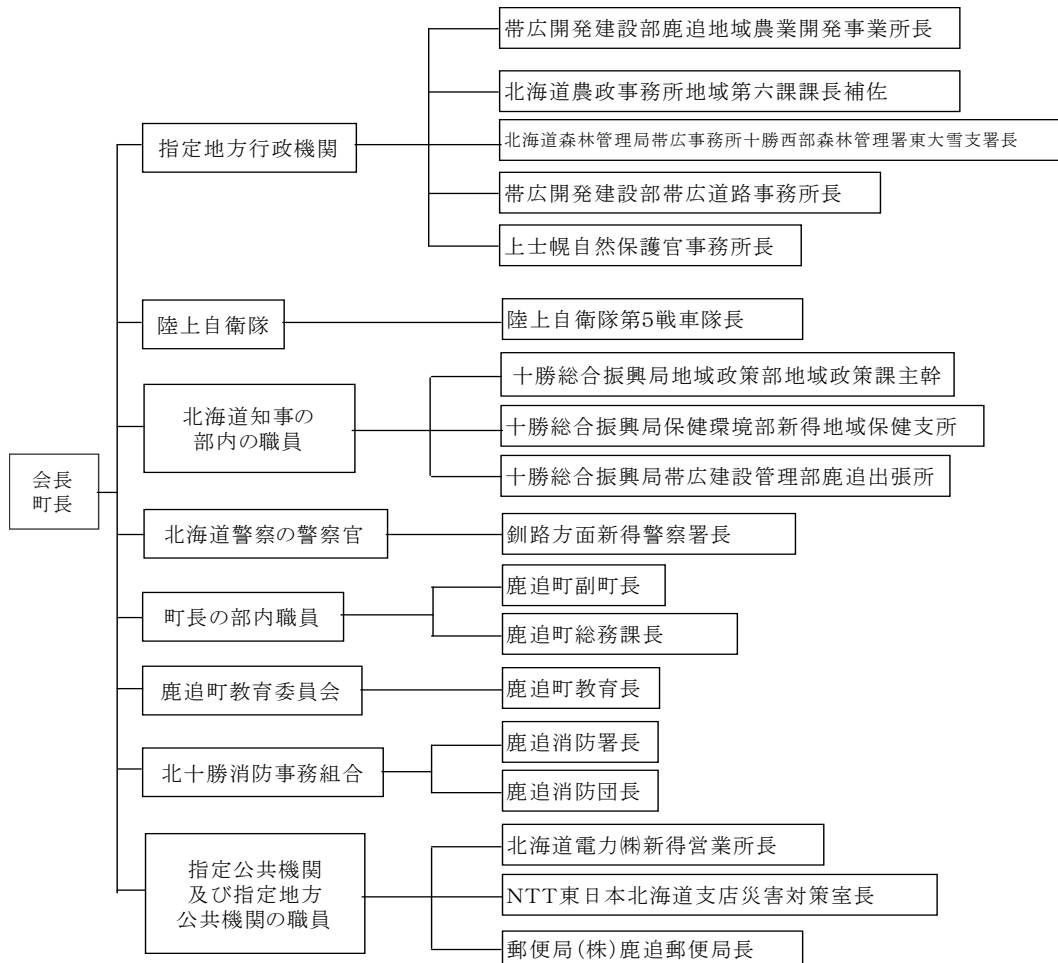 会長
町長
指定地方行政機関
帯広開発建設部鹿追地域農業開発事業所長
北海道農政事務所地域第六課課長補佐
北海道森林管理局帯広事務所十勝西部森林管理署東大雪支署長
帯広開発建設部帯広道路事務所長
上士幌自然保護官事務所長
陸上自衛隊
陸上自衛隊第5戦車隊長
北海道知事の
部内の職員
十勝総合振興局地域政策部地域政策課主幹
十勝総合振興局保健環境部新得地域保健支所
十勝総合振興局帯広建設管理部鹿追出張所
北海道警察の警察官
釧路方面新得警察署長
町長の部内職員
鹿追町副町長
鹿追町総務課長
鹿追町教育委員会
鹿追町教育長
北十勝消防事務組合
鹿追消防署長
鹿追消防団長
指定公共機関
及び指定地方
公共機関の職員
北海道電力㈱新得営業所長
NTT東日本北海道支店災害対策室長
郵便局(株)鹿追郵便局長